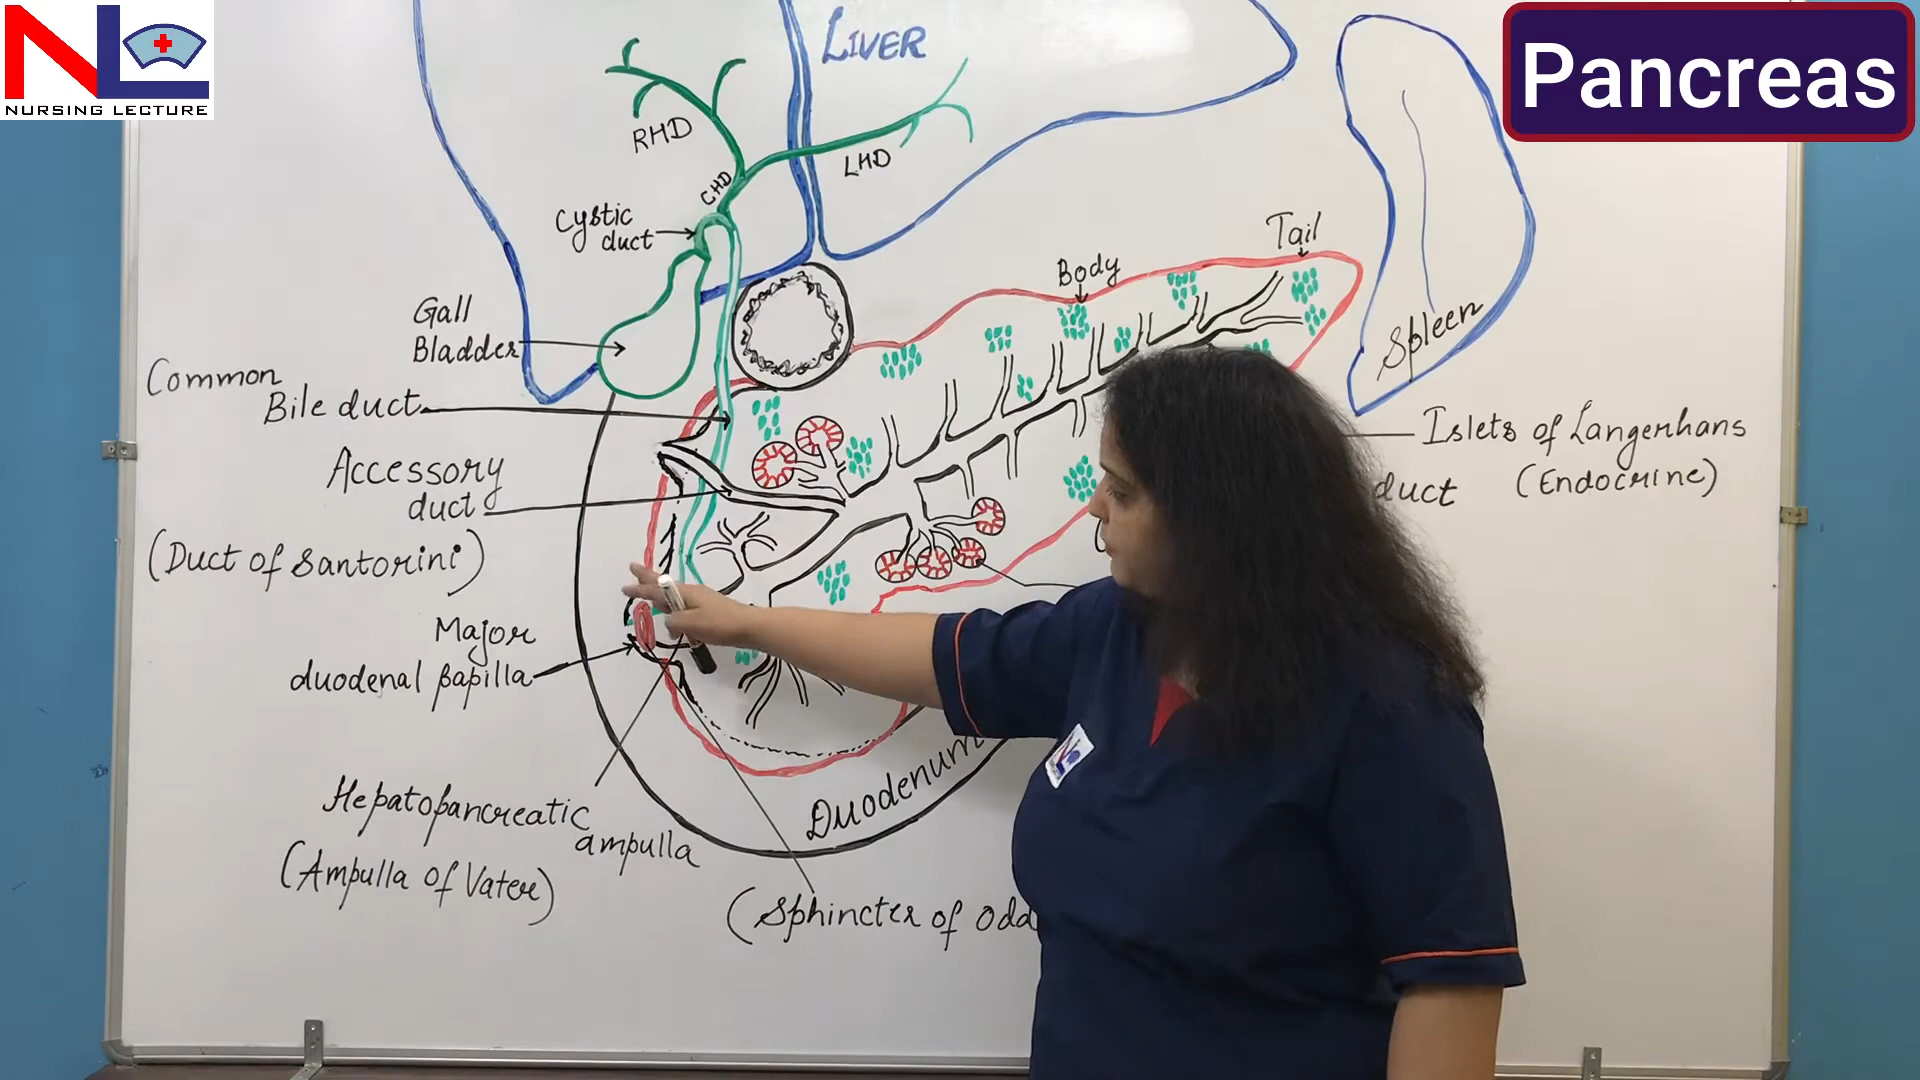 NL
NURSING LECTURE
Pancreas
LIVER
RHD
LHD
CHD
Cystic
duct
Tail
Body
Gall
Bladder
Spleen
Common
Bile duct
Islets of Langerhans
(Endocrine)
Accessory
duct
duct
(Duct of Santorini)
Major
duodenal papilla
Duodenum
Hepatopancreatic
ampulla
(Ampulla of Vater)
(Sphincter of Odd